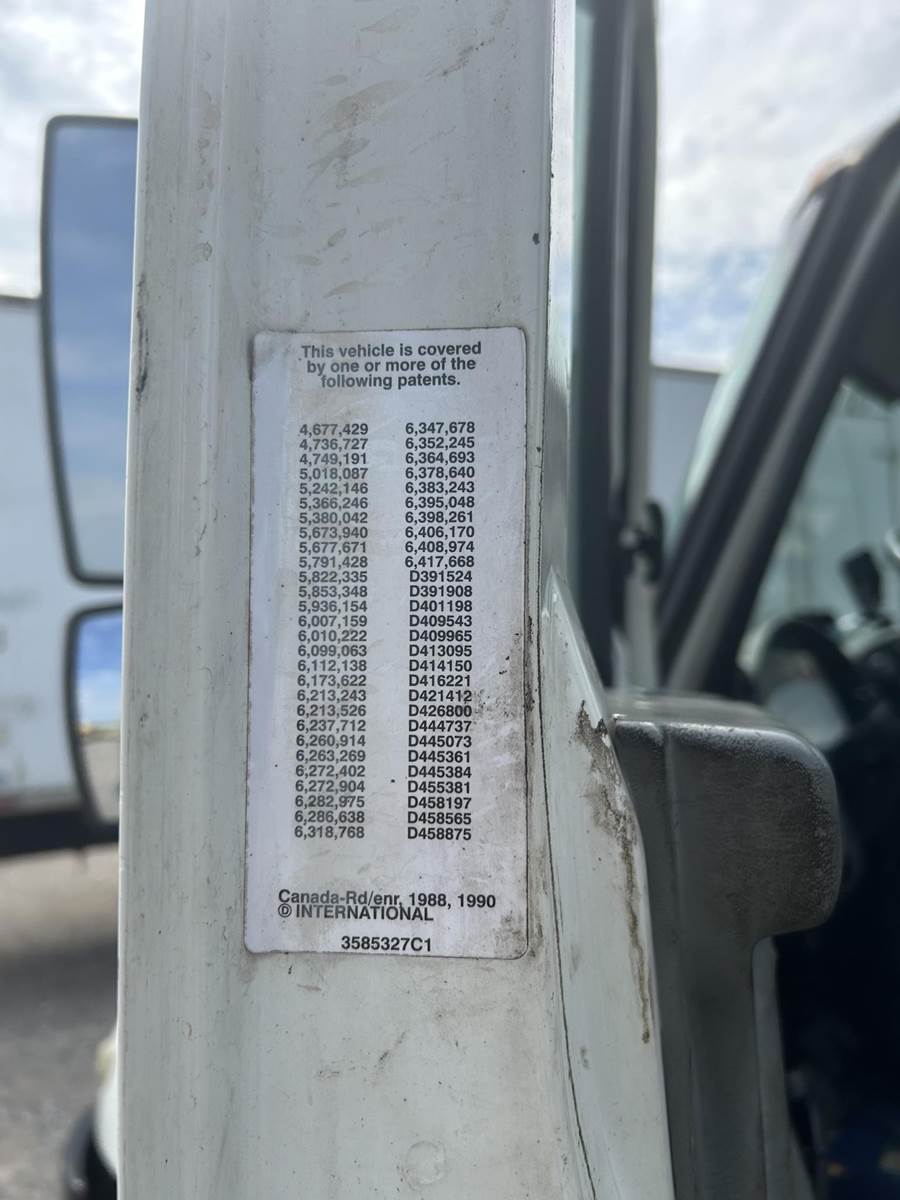 This vehicle is covered
by one or more of the
following patents.
4,677,429 6,347,678
4,736,727 6,352,245
4,749,191 6,364,693
5,018,087 6,378,640
5,242,146 6,383,243
5,366,246 6,395,048
5,380,042 6,398,261
5,673,940 6,406,170
5,677,671 6,408,974
5,791,428 6,417,668
5,822,335 D391524
5,853,348 D391908
5,936,154 D401198
6,007,159 D409543
6,010,222 D409965
6,099,063 D413095
6,112,138 D414150
6,173,622 D416221
6,213,243 D421412
6,213,526 D426800
6,237,712 D444737
6,260,914 D445073
6,263,269 D445361
6,272,402 D445384
6,272,904 D455381
6,282,975 D458197
6,286,638 D458565
6,318,768 D458875
Canada-Rd/enr, 1988, 1990
Ⓓ INTERNATIONAL
3585327C1